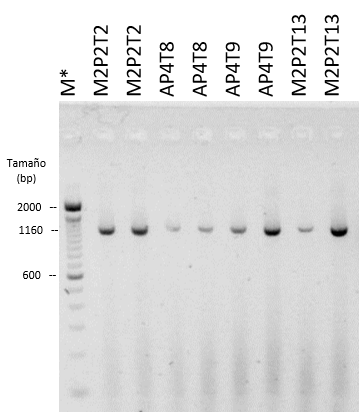 M* M2P2T2 M2P2T2 AP4T8 AP4T8 AP4T9 AP4T9 M2P2T13 M2P2T13
Tamaño
(bp)
2000 --
1160 --
600 --